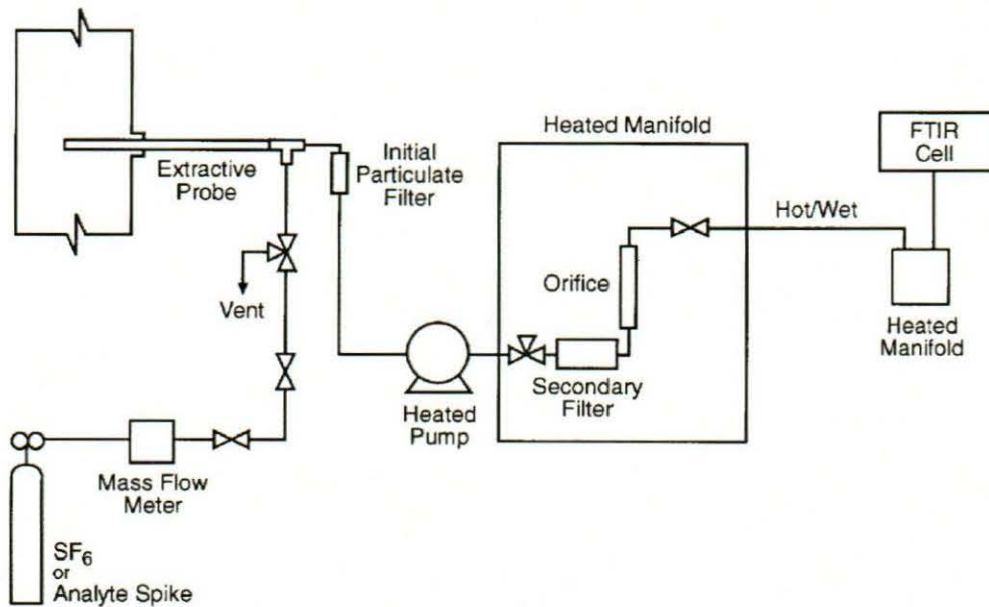 Extractive
Probe
Initial
Particulate
Filter
Heated Manifold
FTIR
Cell
Hot/Wet
Orifice
Vent
Heated
Manifold
Secondary
Filter
Heated
Pump
Mass Flow
Meter
SF6
or
Analyte Spike